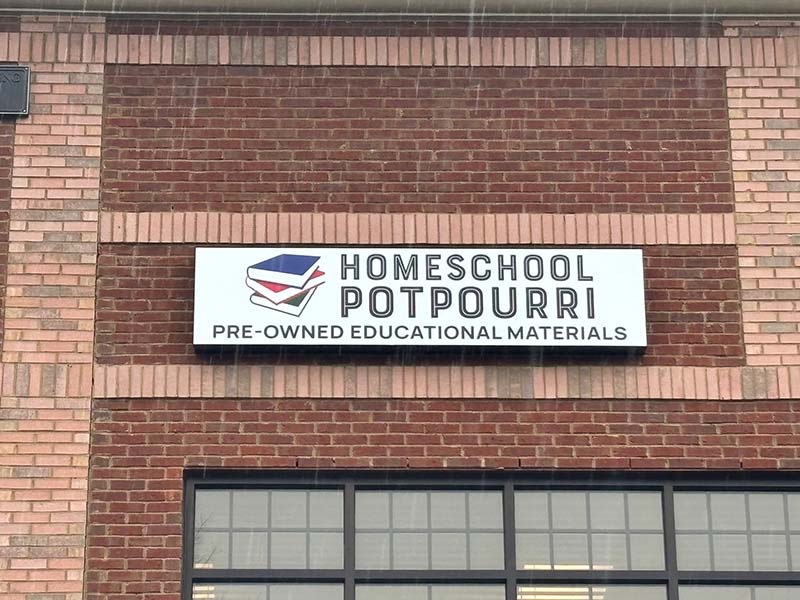 HOMESCHOOL
POTPOURRI
PRE-OWNED EDUCATIONAL MATERIALS